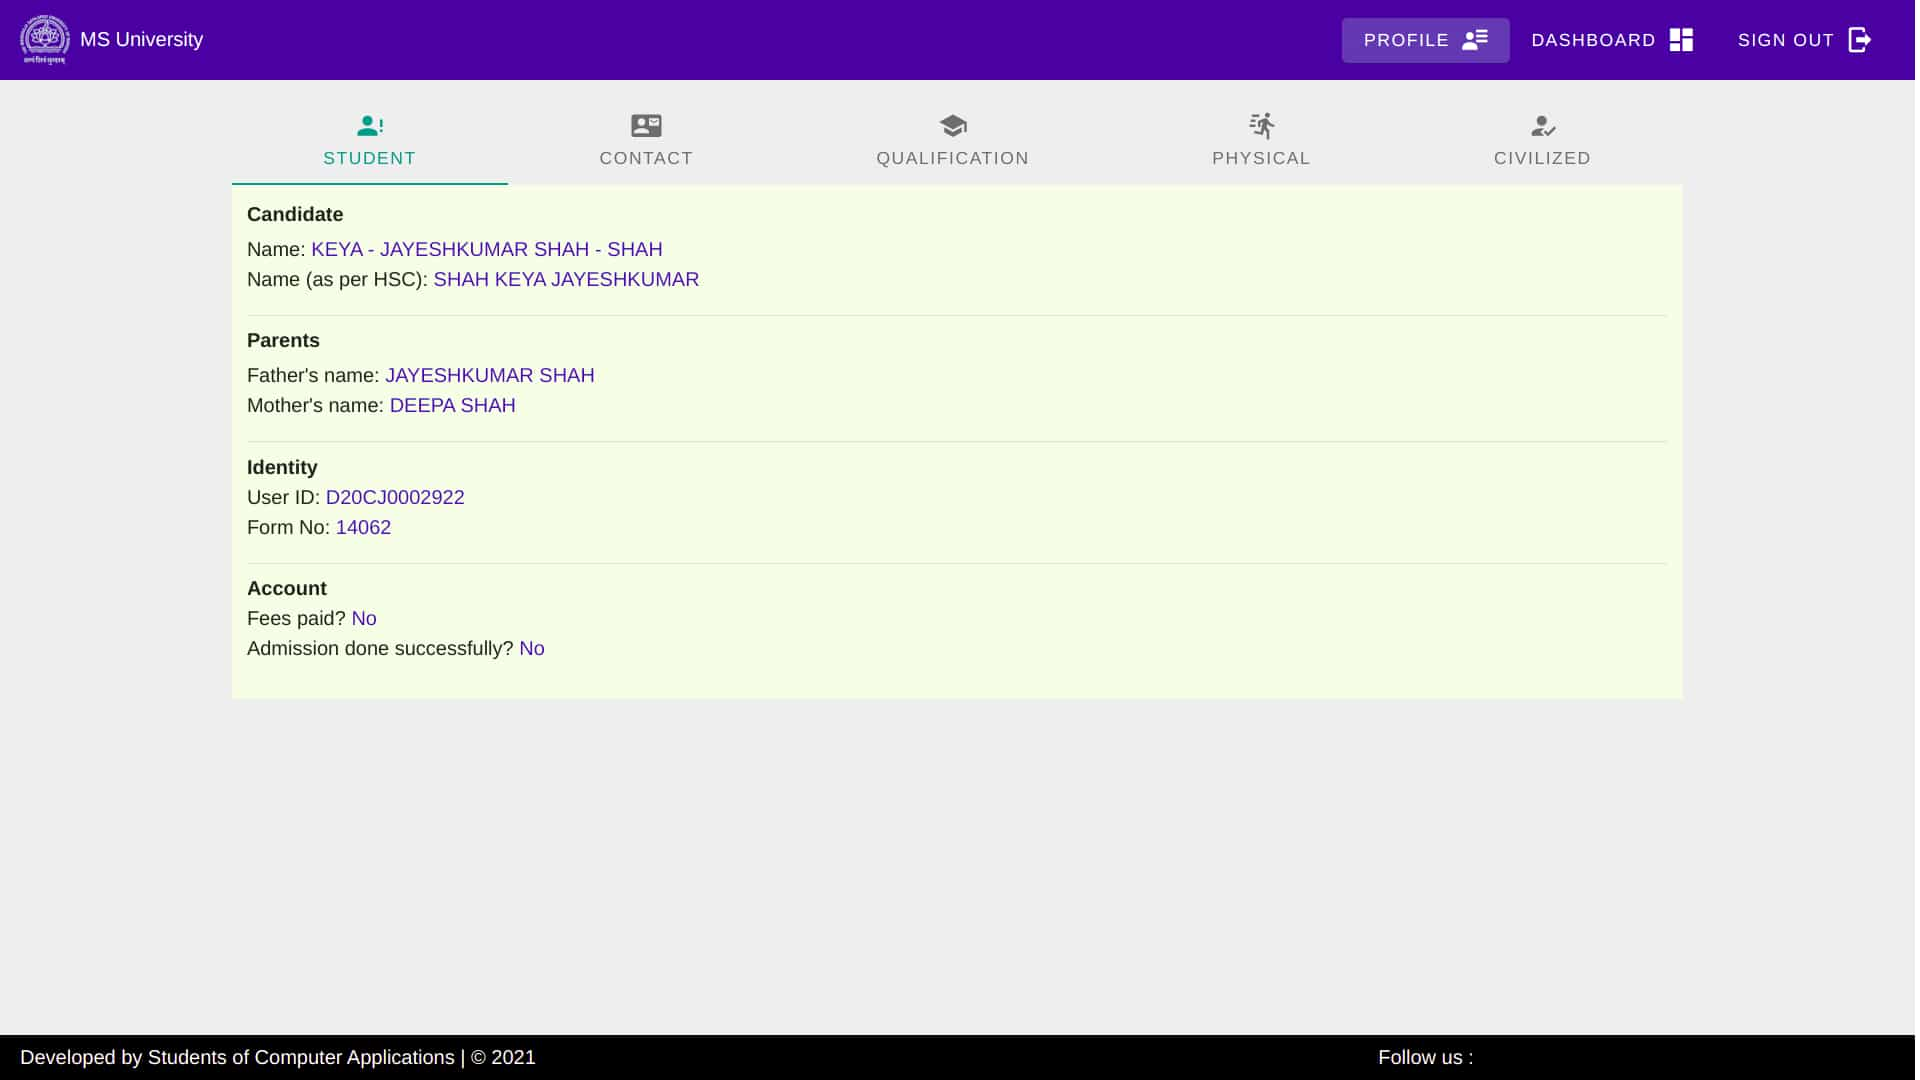 MS University
PROFILE
DASHBOARD
SIGN OUT
STUDENT
CONTACT
QUALIFICATION
PHYSICAL
CIVILIZED
Candidate
Name: KEYA - JAYESHKUMAR SHAH - SHAH
Name (as per HSC): SHAH KEYA JAYESHKUMAR
Parents
Father's name: JAYESHKUMAR SHAH
Mother's name: DEEPA SHAH
Identity
User ID: D20CJ0002922
Form No: 14062
Account
Fees paid? No
Admission done successfully? No
Developed by Students of Computer Applications | © 2021
Follow us :